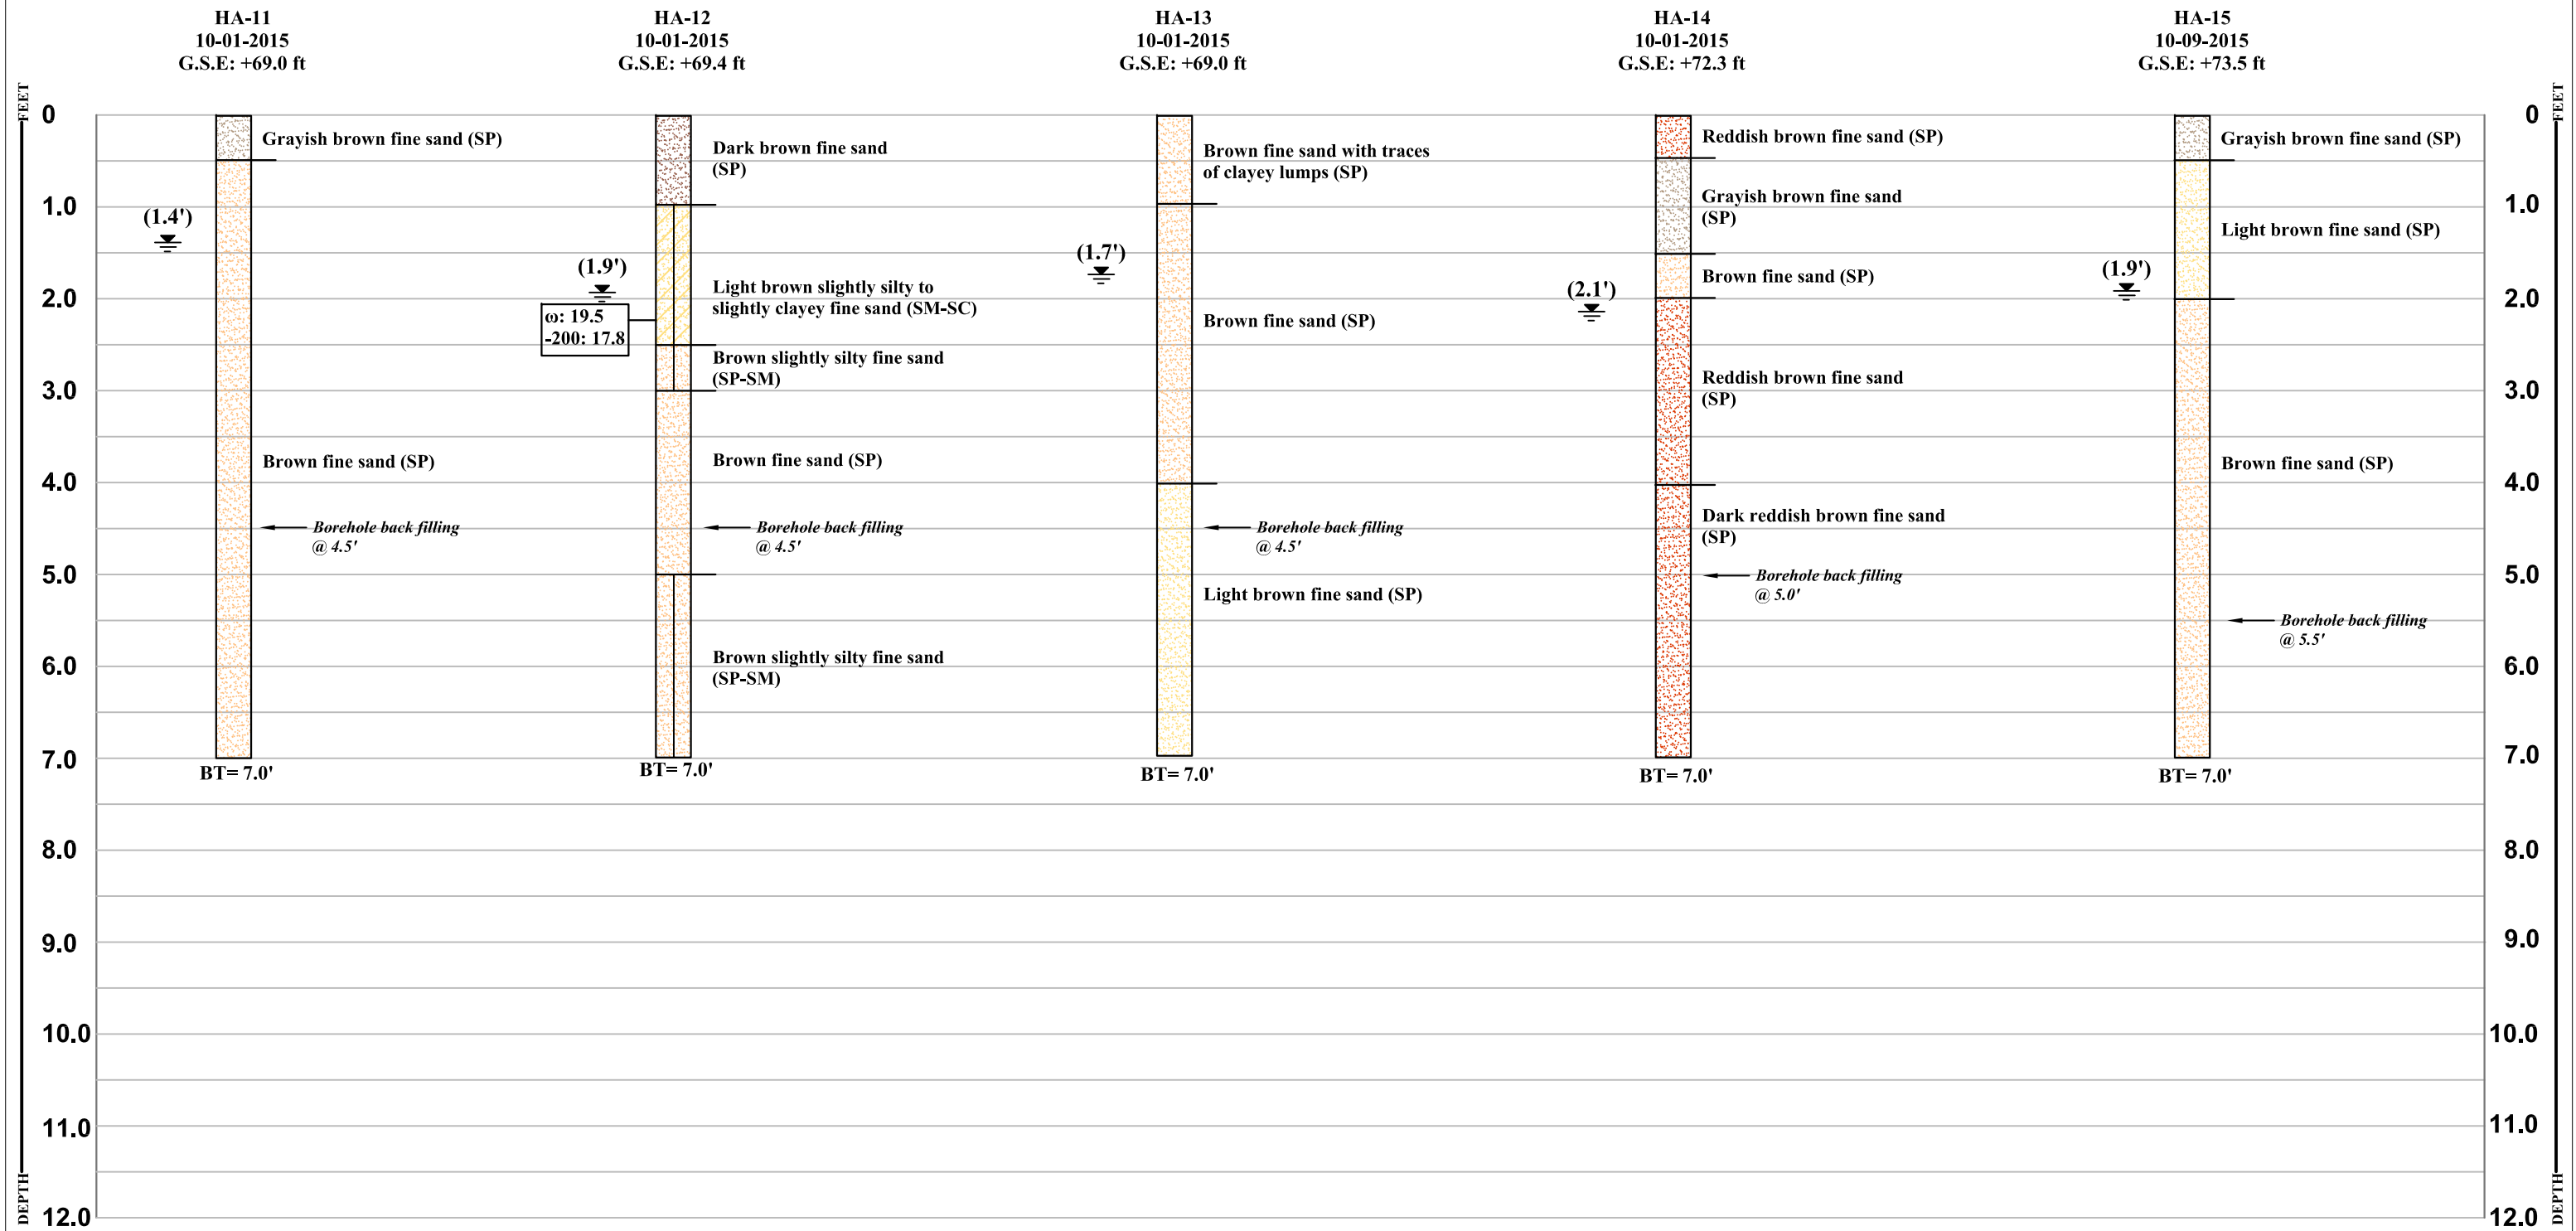 HA-11
10-01-2015
G.S.E: +69.0 ft
HA-12
10-01-2015
G.S.E: +69.4 ft
HA-13
10-01-2015
G.S.E: +69.0 ft
HA-14
10-01-2015
G.S.E: +72.3 ft
HA-15
10-09-2015
G.S.E: +73.5 ft
FEET
DEPTH
0
1.0
2.0
3.0
4.0
5.0
6.0
7.0
8.0
9.0
10.0
11.0
12.0
Grayish brown fine sand (SP)
(1.4')
Brown fine sand (SP)
Borehole back filling
@ 4.5'
BT= 7.0'
Dark brown fine sand
(SP)
(1.9')
ω: 19.5
-200: 17.8
Light brown slightly silty to
slightly clayey fine sand (SM-SC)
Brown slightly silty fine sand
(SP-SM)
Brown fine sand (SP)
Borehole back filling
@ 4.5'
Brown slightly silty fine sand
(SP-SM)
BT= 7.0'
Brown fine sand with traces
of clayey lumps (SP)
(1.7')
Brown fine sand (SP)
Borehole back filling
@ 4.5'
Light brown fine sand (SP)
BT= 7.0'
Reddish brown fine sand (SP)
Grayish brown fine sand
(SP)
Brown fine sand (SP)
(2.1')
Reddish brown fine sand
(SP)
Dark reddish brown fine sand
(SP)
Borehole back filling
@ 5.0'
BT= 7.0'
Grayish brown fine sand (SP)
Light brown fine sand (SP)
(1.9')
Brown fine sand (SP)
Borehole back filling
@ 5.5'
BT= 7.0'
FEET
DEPTH
0
1.0
2.0
3.0
4.0
5.0
6.0
7.0
8.0
9.0
10.0
11.0
12.0